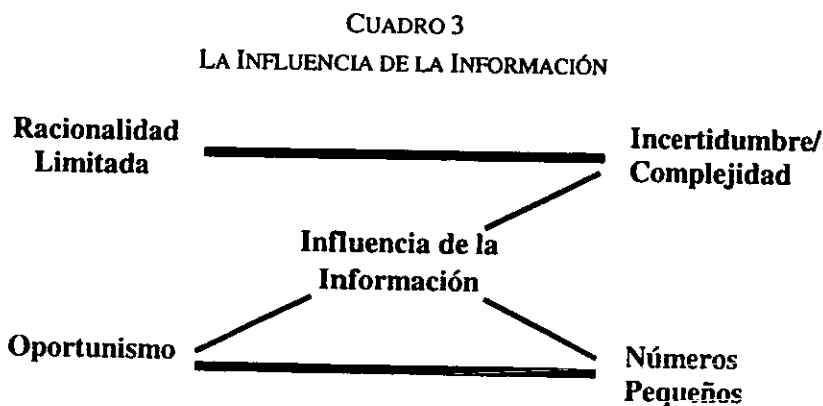 CUADRO 3
LA INFLUENCIA DE LA INFORMACIÓN
Racionalidad
Limitada
Incertidumbre/
Complejidad
Influencia de la
Información
Oportunismo
Números
Pequeños